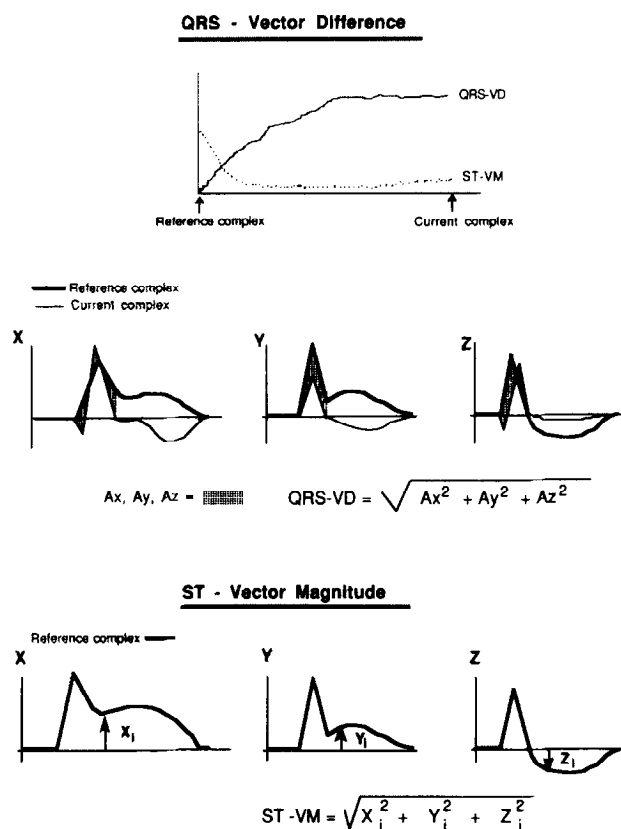 QRS - Vector Difference
QRS-VD
ST-VM
Reference complex
Current complex
Reference complex
Current complex
X
Y
Z
Ax, Ay, Az =
QRS-VD = √ Ax² + Ay² + Az²
ST - Vector Magnitude
Reference complex
X
Y
Z
Xi
Yi
Zi
ST-VM = √ Xi² + Yi² + Zi²